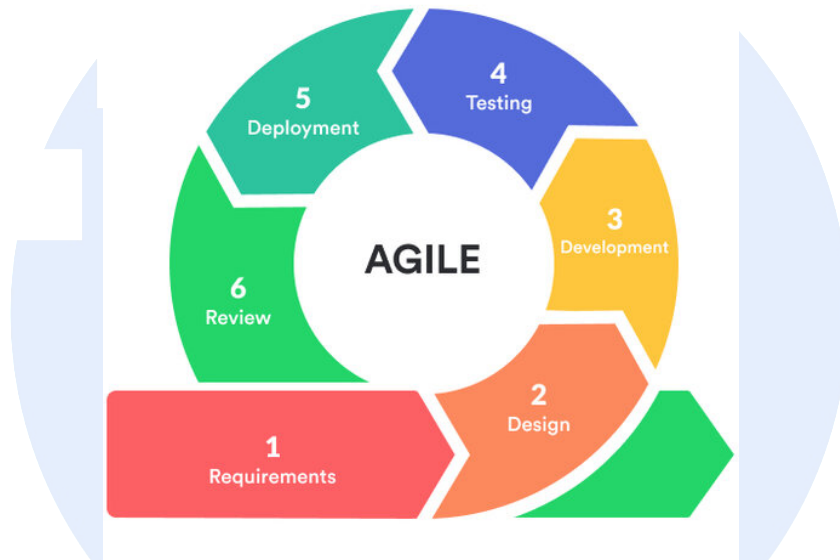 AGILE
1
Requirements
2
Design
3
Development
4
Testing
5
Deployment
6
Review